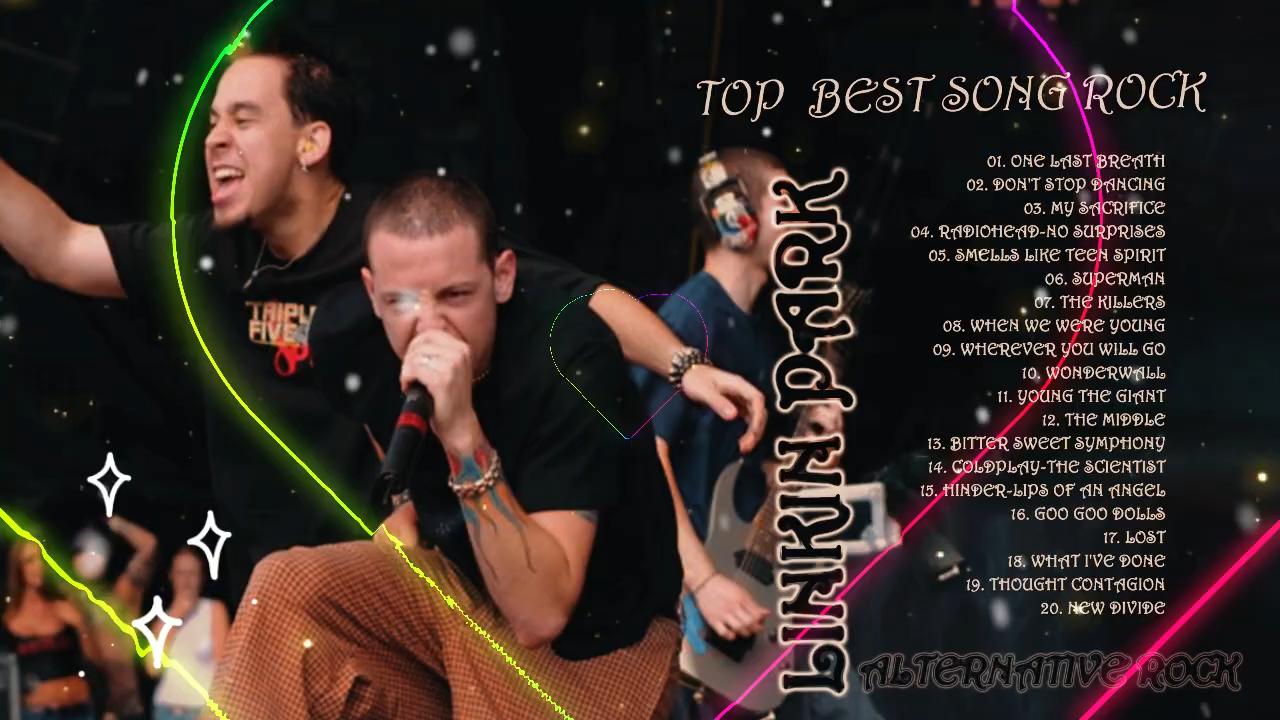 TOP BEST SONG ROCK
01. ONE LAST BREATH
02. DON'T STOP DANCING
03. MY SACRIFICE
04. RADIOHEAD-NO SURPRISES
05. SMELLS LIKE TEEN SPIRIT
06. SUPERMAN
07. THE KILLERS
08. WHEN WE WERE YOUNG
09. WHEREVER YOU WILL GO
10. WONDERWALL
11. YOUNG THE GIANT
12. THE MIDDLE
13. BITTER SWEET SYMPHONY
14. COLDPLAY-THE SCIENTIST
15. HINDER-LIPS OF AN ANGEL
16. GOO GOO DOLLS
17. LOST
18. WHAT I'VE DONE
19. THOUGHT CONTAGION
20. NEW DIVIDE
LINKIN PARK
ALTERNATIVE ROCK
TRIPLE
FIVE